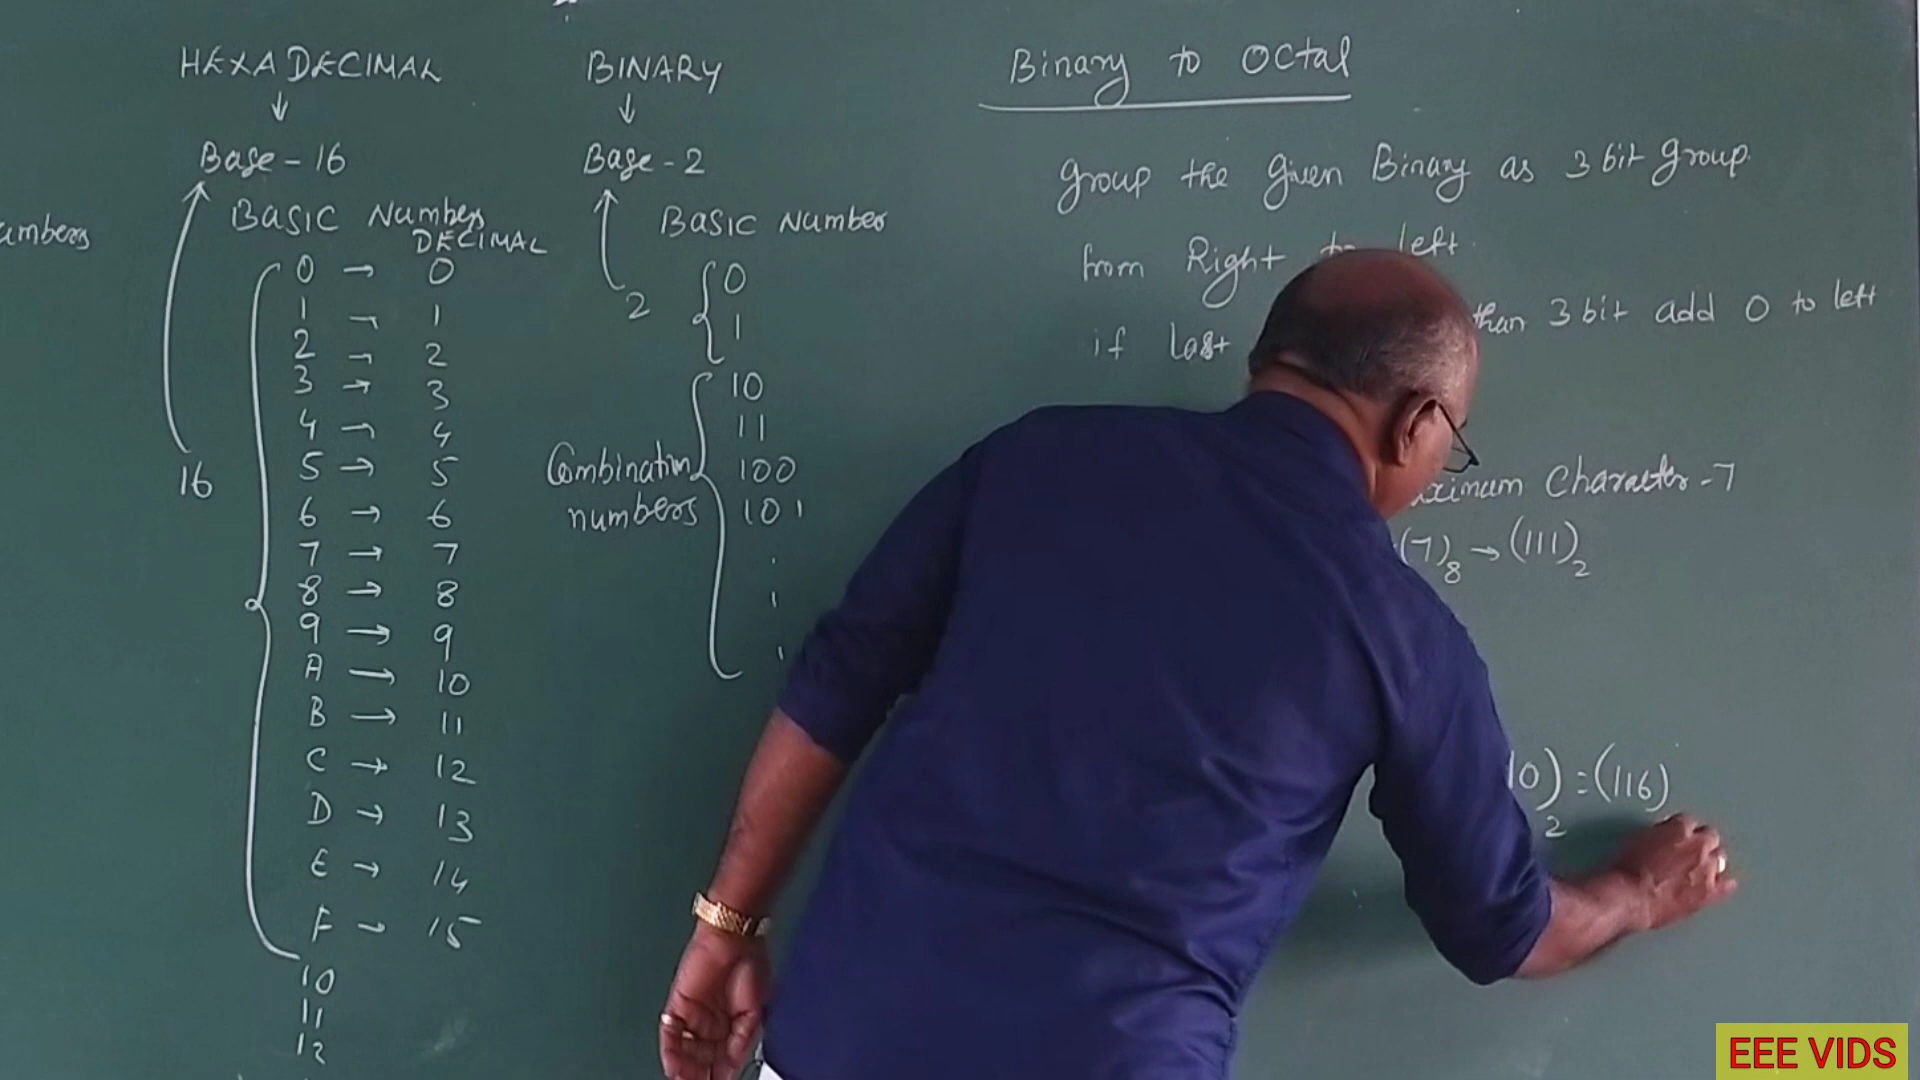 HEXADECIMAL
↓
Base - 16
BASIC Numbers
DECIMAL
0 → 0
1 → 1
2 → 2
3 → 3
4 → 4
5 → 5
6 → 6
7 → 7
8 → 8
9 → 9
A → 10
B → 11
C → 12
D → 13
E → 14
F → 15
10
11
12
16
BINARY
↓
Base - 2
BASIC Number
2
0
1
Combination
numbers
10
11
100
101
Binary to Octal
Group the given Binary as 3 bit group
from Right to left
if last than 3 bit add 0 to left
Character - 7
(7)8 → (111)2
10)2 = (116)
EEE VIDS